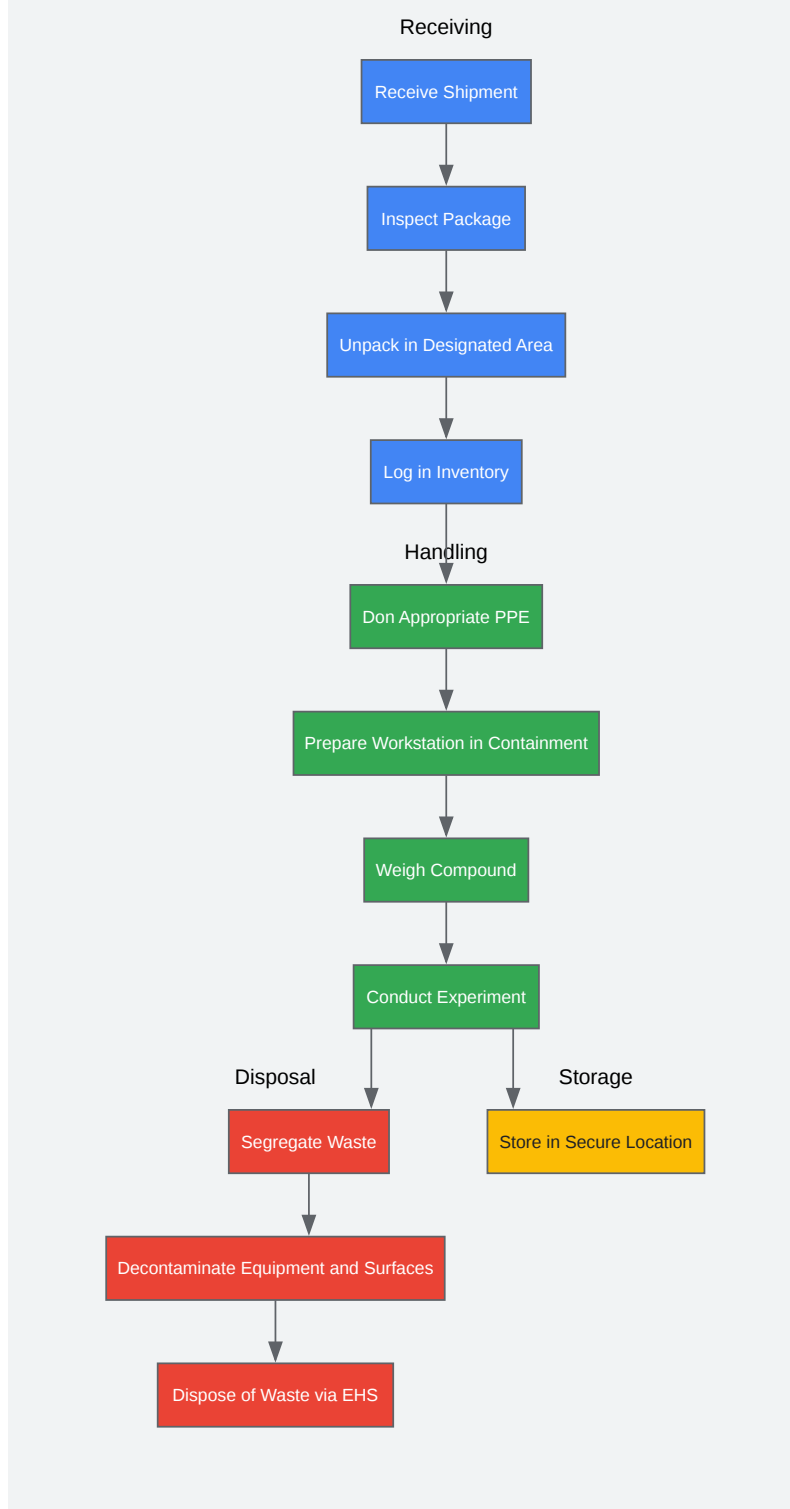 Receiving
Receive Shipment
Inspect Package
Unpack in Designated Area
Log in Inventory
Handling
Don Appropriate PPE
Prepare Workstation in Containment
Weigh Compound
Conduct Experiment
Disposal
Storage
Segregate Waste
Store in Secure Location
Decontaminate Equipment and Surfaces
Dispose of Waste via EHS